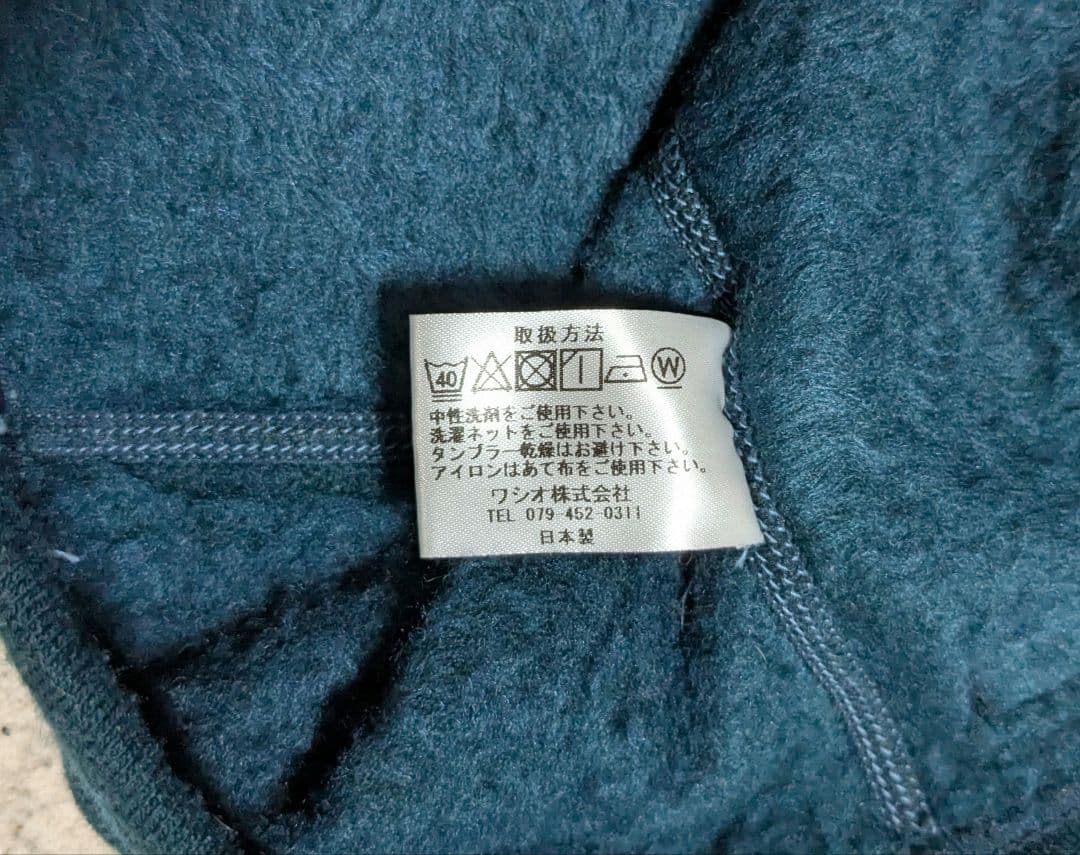 取扱方法
40 W
中性洗剤をご使用下さい。
洗濯ネットをご使用下さい。
タンブラー乾燥はお避け下さい。
アイロンはあて布をご使用下さい。
ワシオ株式会社
TEL 079-452-0311
日本製